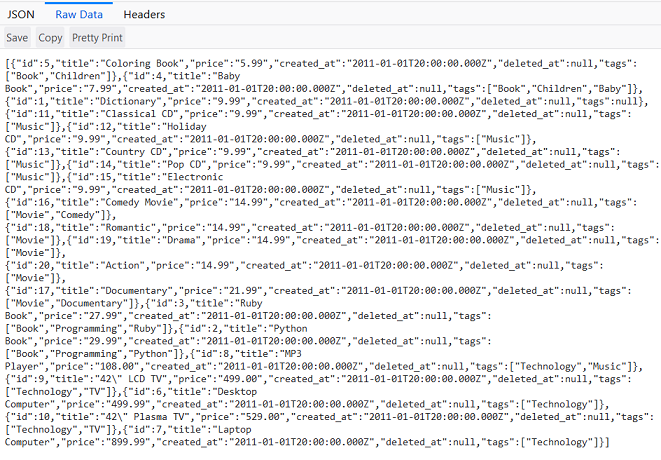 JSON Raw Data Headers
Save Copy Pretty Print
[{"id":5,"title":"Coloring Book","price":"5.99","created_at":"2011-01-01T20:00:00.000Z","deleted_at":null,"tags":
["Book","Children"]},{"id":4,"title":"Baby
Book","price":"7.99","created_at":"2011-01-01T20:00:00.000Z","deleted_at":null,"tags":["Book","Children","Baby"]},
{"id":1,"title":"Dictionary","price":"9.99","created_at":"2011-01-01T20:00:00.000Z","deleted_at":null,"tags":null},
{"id":11,"title":"Classical CD","price":"9.99","created_at":"2011-01-01T20:00:00.000Z","deleted_at":null,"tags":
["Music"]},{"id":12,"title":"Holiday
CD","price":"9.99","created_at":"2011-01-01T20:00:00.000Z","deleted_at":null,"tags":["Music"]},
{"id":13,"title":"Country CD","price":"9.99","created_at":"2011-01-01T20:00:00.000Z","deleted_at":null,"tags":
["Music"]},{"id":14,"title":"Pop CD","price":"9.99","created_at":"2011-01-01T20:00:00.000Z","deleted_at":null,"tags":
["Music"]},{"id":15,"title":"Electronic
CD","price":"9.99","created_at":"2011-01-01T20:00:00.000Z","deleted_at":null,"tags":["Music"]},
{"id":16,"title":"Comedy Movie","price":"14.99","created_at":"2011-01-01T20:00:00.000Z","deleted_at":null,"tags":
["Movie","Comedy"]},
{"id":18,"title":"Romantic","price":"14.99","created_at":"2011-01-01T20:00:00.000Z","deleted_at":null,"tags":
["Movie"]},{"id":19,"title":"Drama","price":"14.99","created_at":"2011-01-01T20:00:00.000Z","deleted_at":null,"tags":
["Movie"]},
{"id":20,"title":"Action","price":"14.99","created_at":"2011-01-01T20:00:00.000Z","deleted_at":null,"tags":
["Movie"]},
{"id":17,"title":"Documentary","price":"21.99","created_at":"2011-01-01T20:00:00.000Z","deleted_at":null,"tags":
["Movie","Documentary"]},{"id":3,"title":"Ruby
Book","price":"27.99","created_at":"2011-01-01T20:00:00.000Z","deleted_at":null,"tags":
["Book","Programming","Ruby"]},{"id":2,"title":"Python
Book","price":"29.99","created_at":"2011-01-01T20:00:00.000Z","deleted_at":null,"tags":
["Book","Programming","Python"]},{"id":8,"title":"MP3
Player","price":"108.00","created_at":"2011-01-01T20:00:00.000Z","deleted_at":null,"tags":["Technology","Music"]},
{"id":9,"title":"42\" LCD TV","price":"499.00","created_at":"2011-01-01T20:00:00.000Z","deleted_at":null,"tags":
["Technology","TV"]},{"id":6,"title":"Desktop
Computer","price":"499.99","created_at":"2011-01-01T20:00:00.000Z","deleted_at":null,"tags":["Technology"]},
{"id":10,"title":"42\" Plasma TV","price":"529.00","created_at":"2011-01-01T20:00:00.000Z","deleted_at":null,"tags":
["Technology","TV"]},{"id":7,"title":"Laptop
Computer","price":"899.99","created_at":"2011-01-01T20:00:00.000Z","deleted_at":null,"tags":["Technology"]}]